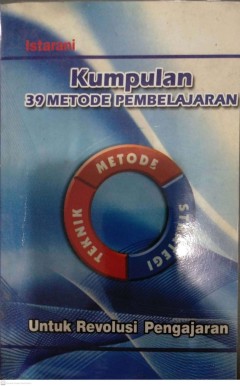 Istarani
Kumpulan
39 METODE PEMBELAJARAN
METODE
TEKNIK
STRATEGI
Untuk Revolusi Pengajaran